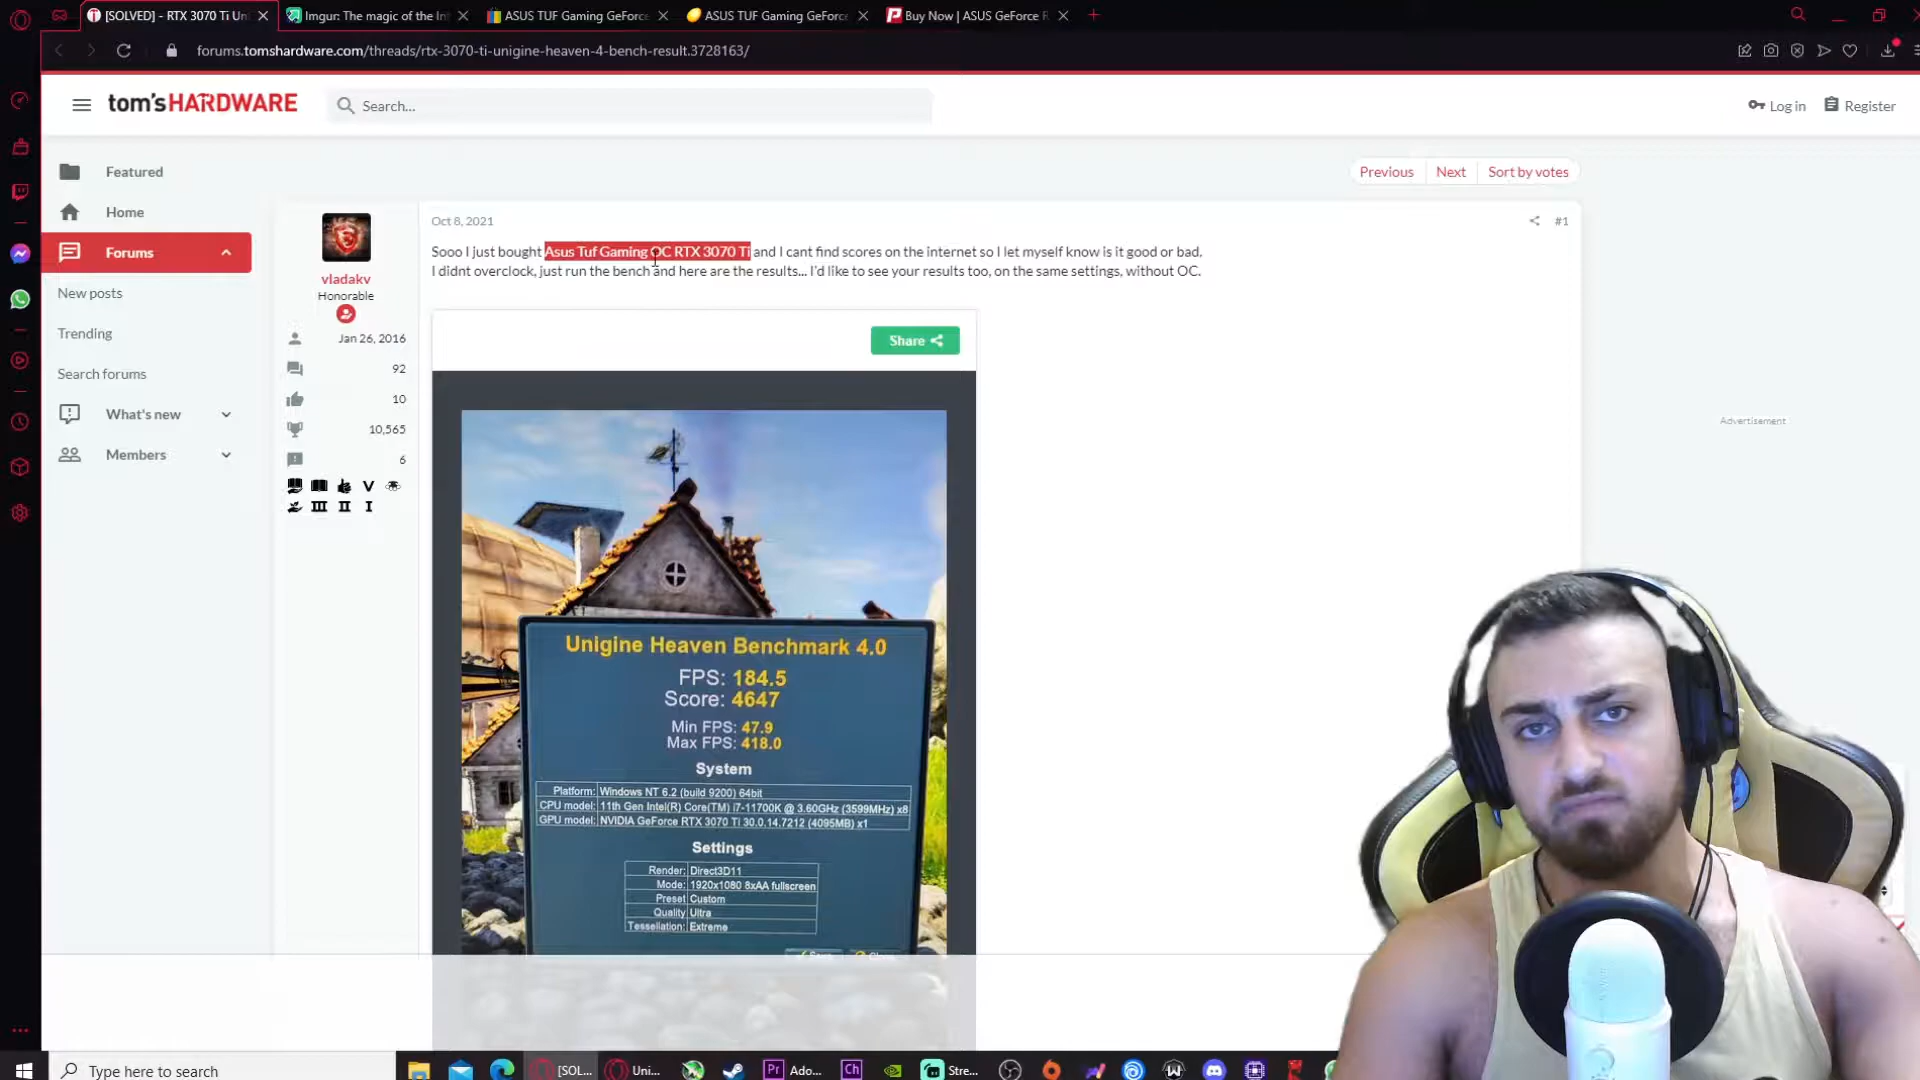 [SOLVED] - RTX 3070 Ti Un
Imgur: The magic of the Int
ASUS TUF Gaming GeForce
ASUS TUF Gaming GeForce
Buy Now | ASUS GeForce R
forums.tomshardware.com/threads/rtx-3070-ti-unigine-heaven-4-bench-result.3728163/
tom'sHARDWARE
Search...
Log in
Register
Featured
Home
Forums
New posts
Trending
Search forums
What's new
Members
Previous
Next
Sort by votes
vladakv
Honorable
Jan 26, 2016
92
10
10,565
6
V
III II I
Oct 8, 2021
#1
Sooo I just bought Asus Tuf Gaming OC RTX 3070 Ti and I cant find scores on the internet so I let myself know is it good or bad.
I didnt overclock, just run the bench and here are the results... I'd like to see your results too, on the same settings, without OC.
Share
Unigine Heaven Benchmark 4.0
FPS: 184.5
Score: 4647
Min FPS: 47.9
Max FPS: 418.0
System
Platform: Windows NT 6.2 (build 9200) 64bit
CPU model: 11th Gen Intel(R) Core(TM) i7-11700K @ 3.60GHz (3599MHz) x8
GPU model: NVIDIA GeForce RTX 3070 Ti 30.0.14.7212 (4095MB) x1
Settings
Render: Direct3D11
Mode: 1920x1080 8xAA fullscreen
Preset Custom
Quality Ultra
Tessellation: Extreme
Advertisement
Type here to search
[SOL...
Uni...
Pr
Ado...
Ch
Stre...